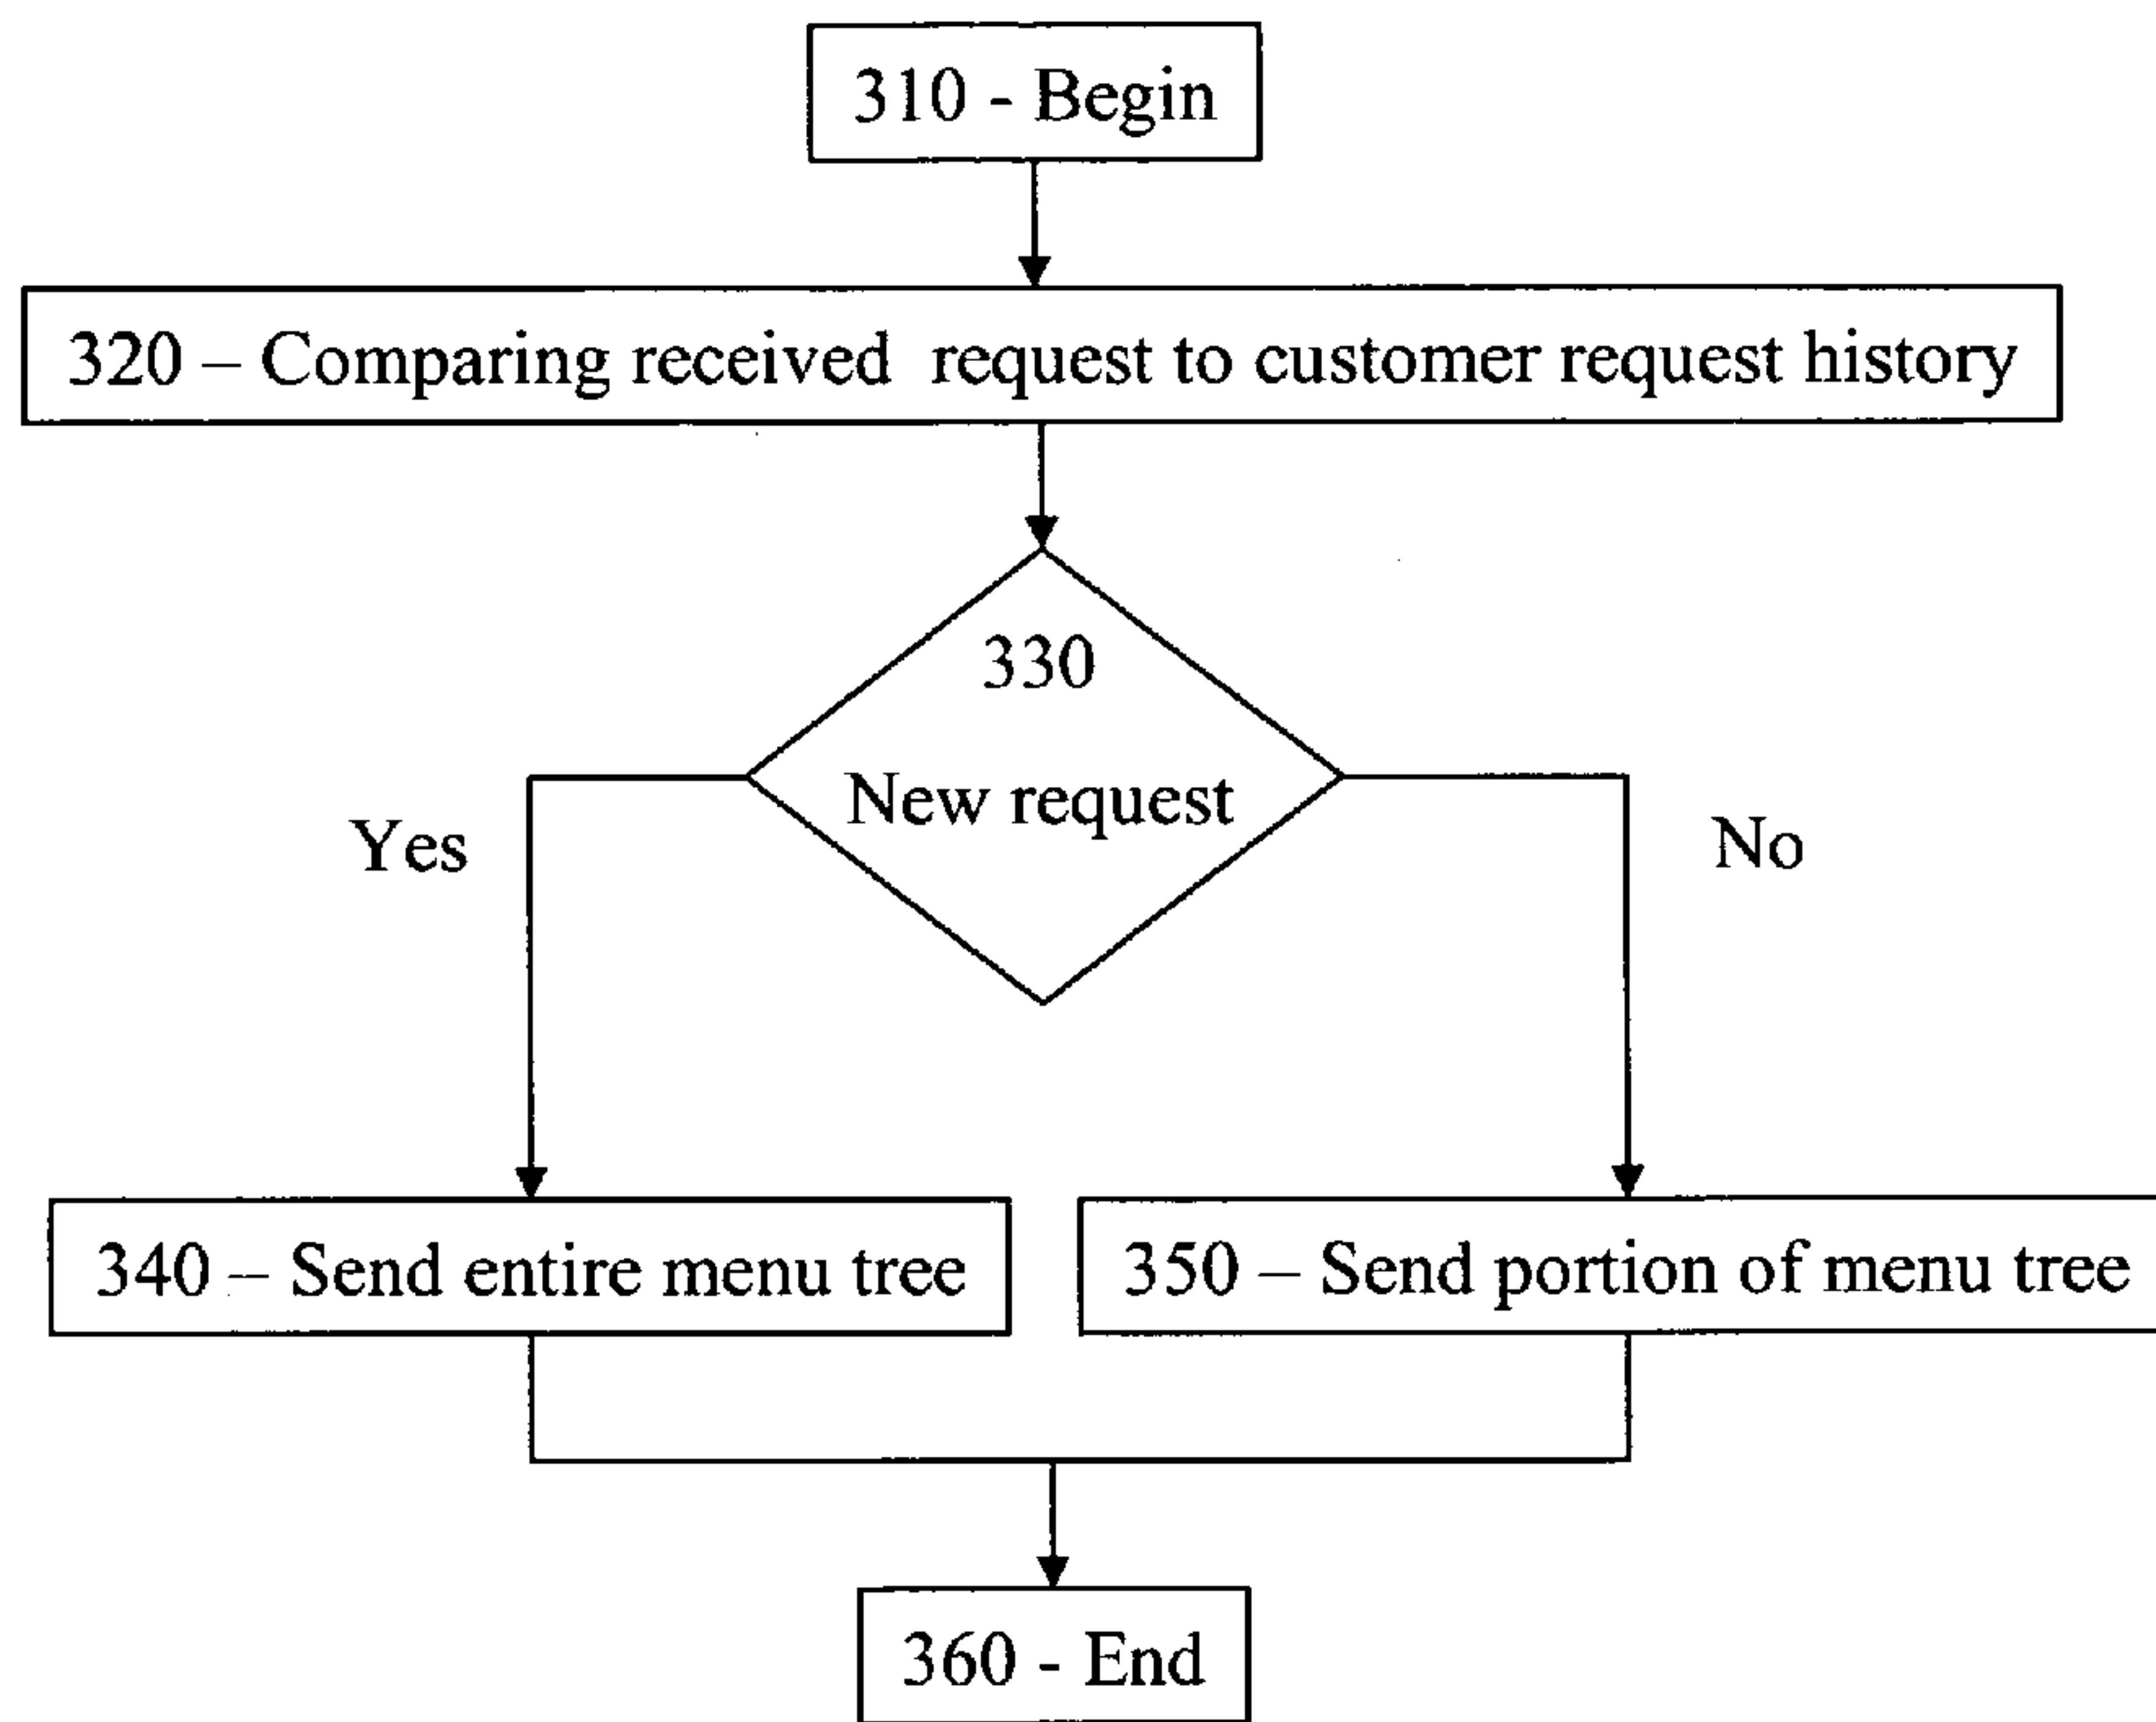 310 - Begin
320 – Comparing received request to customer request history
330
New request
Yes
No
340 – Send entire menu tree
350 – Send portion of menu tree
360 - End